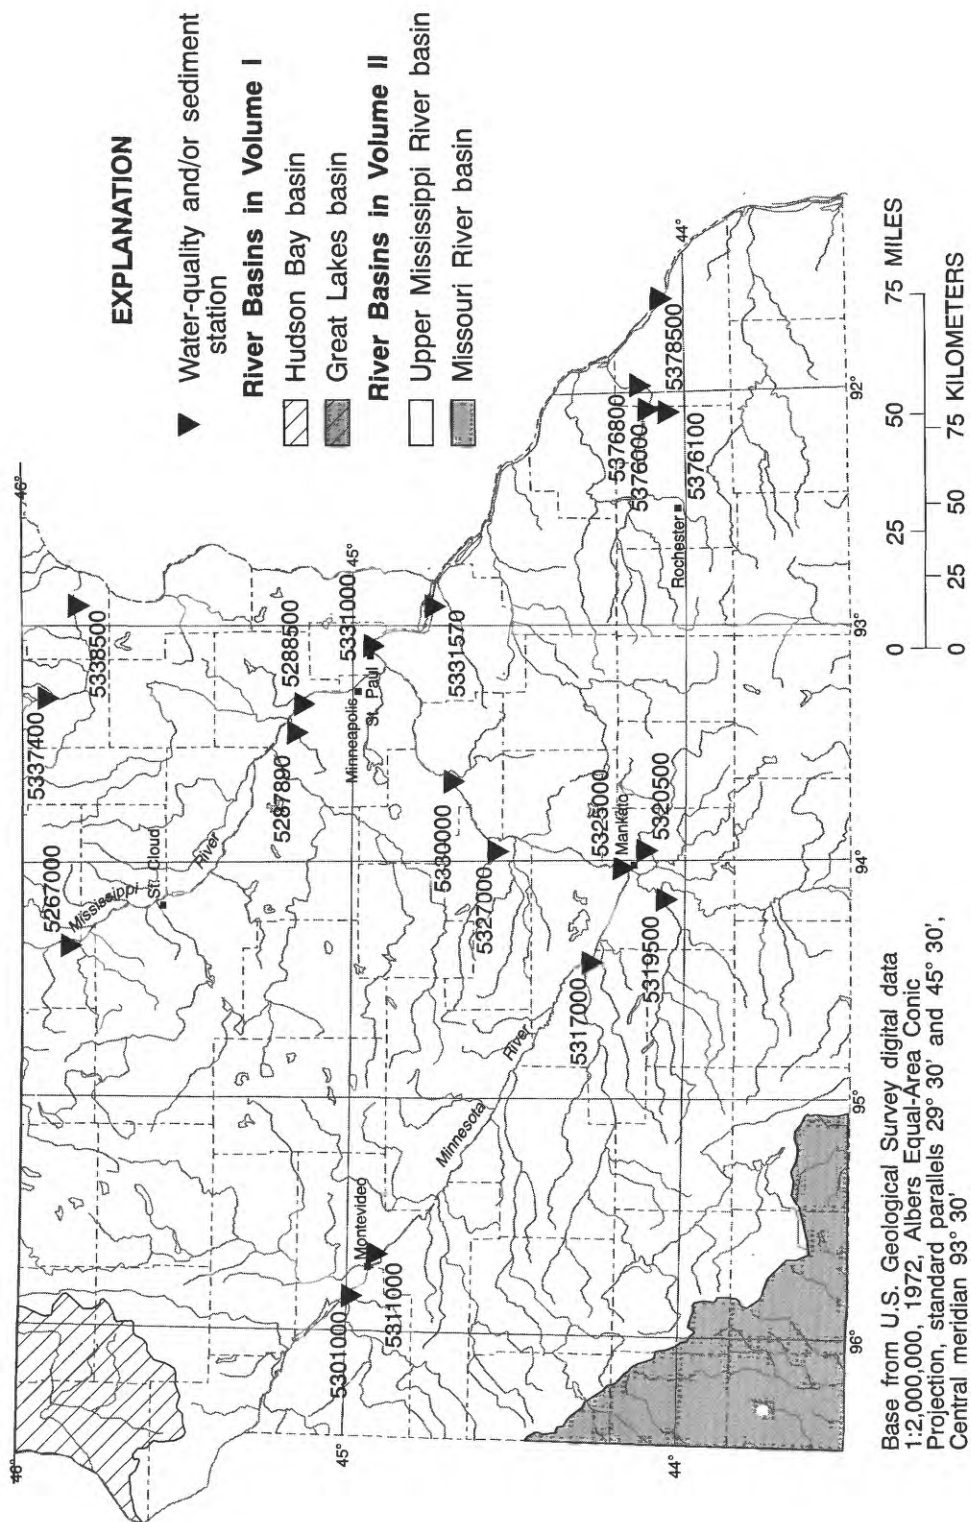 EXPLANATION
Water-quality and/or sediment
station
River Basins in Volume I
Hudson Bay basin
Great Lakes basin
River Basins in Volume II
Upper Mississippi River basin
Missouri River basin
46°
46°
5337400
5338500
5267000
Mississippi
River
St. Cloud
5287890
5288500
Minneapolis
St. Paul
5331000
45°
5331570
5330000
5327000
5325000
Mankato
5320500
5319500
5317000
Minnesota
River
Montevideo
5301000
5311000
45°
44°
5376800
5376000
5378500
5376100
Rochester
44°
96°
95°
94°
93°
92°
0 25 50 75 MILES
0 25 50 75 KILOMETERS
Base from U.S. Geological Survey digital data
1:2,000,000, 1972, Albers Equal-Area Conic
Projection, standard parallels 29° 30' and 45° 30',
Central meridian 93° 30'